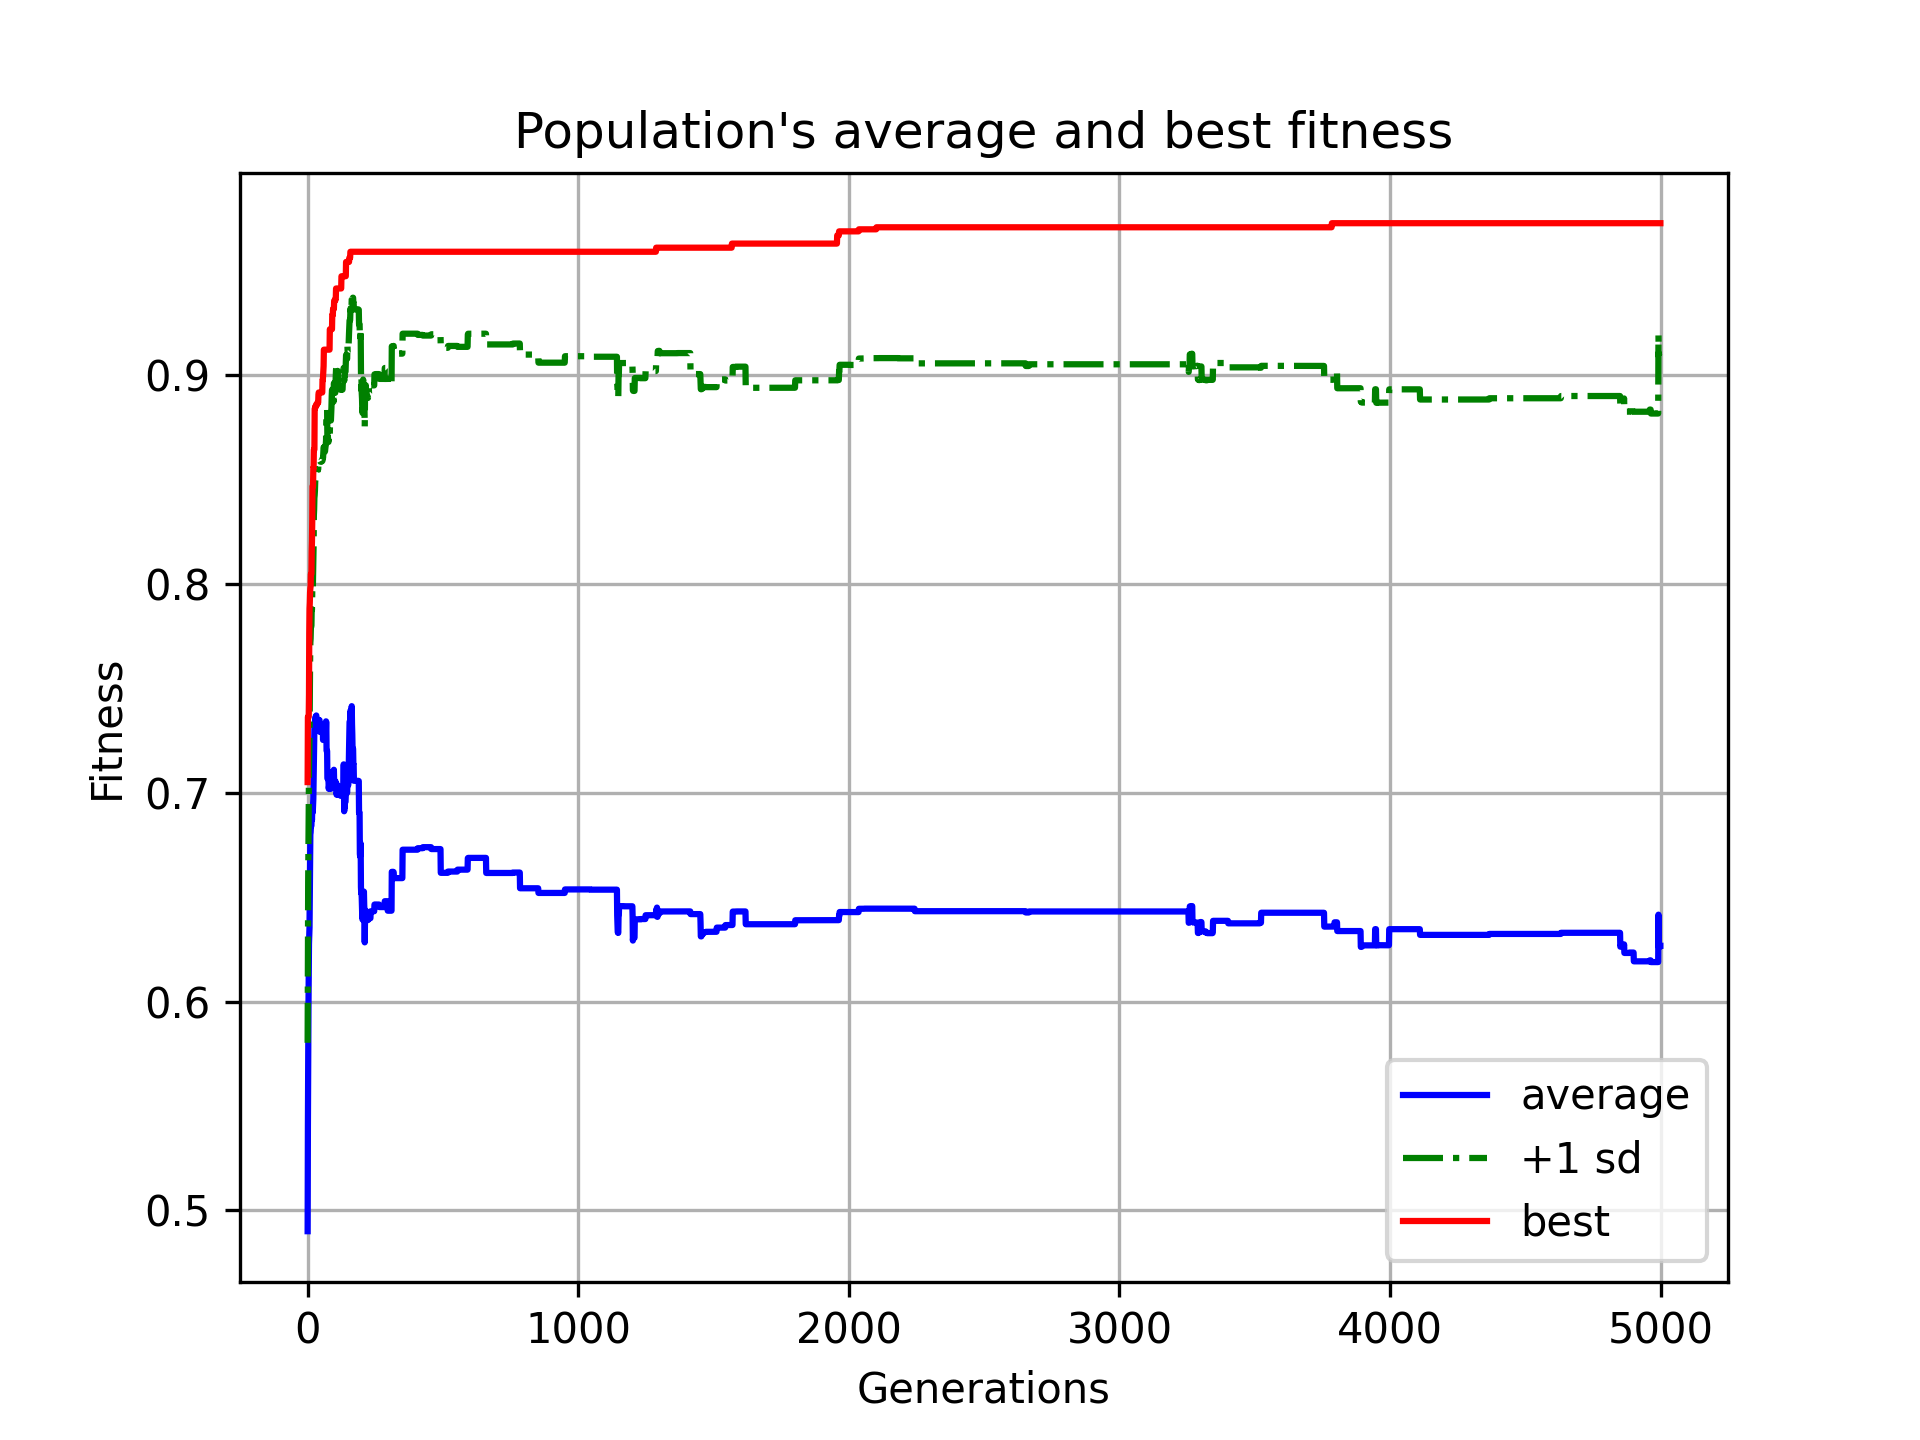 Population's average and best fitness
Fitness
0.9
0.8
0.7
0.6
0.5
0 1000 2000 3000 4000 5000
Generations
average
+1 sd
best